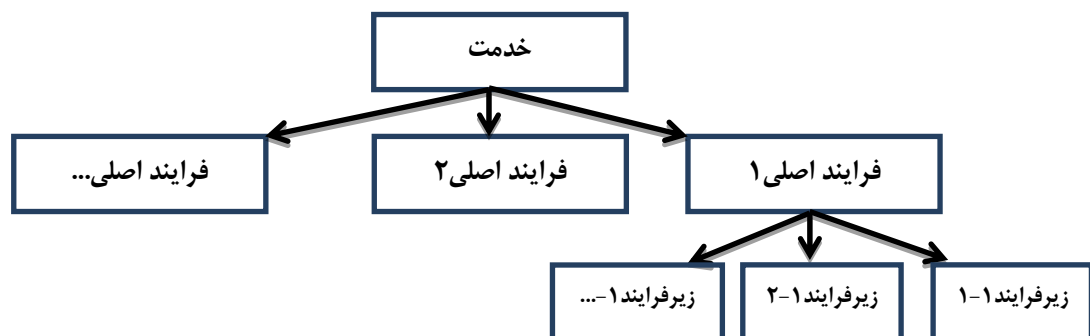 خدمت
فرایند اصلی۱
فرایند اصلی۲
فرایند اصلی...
زیرفرایند۱-۱
زیرفرایند۱-۲
زیرفرایند۱-...